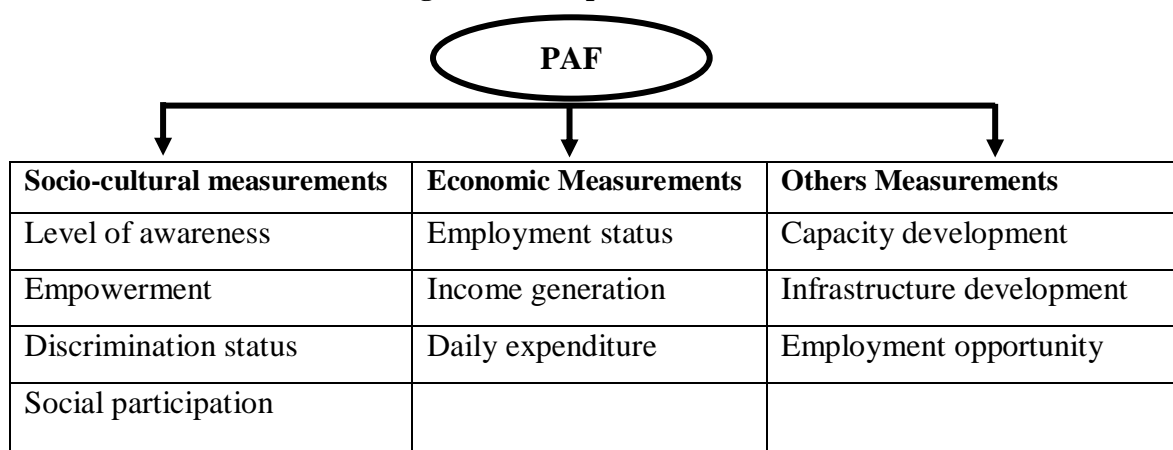 PAF
Socio-cultural measurements Economic Measurements Others Measurements
Level of awareness Employment status Capacity development
Empowerment Income generation Infrastructure development
Discrimination status Daily expenditure Employment opportunity
Social participation